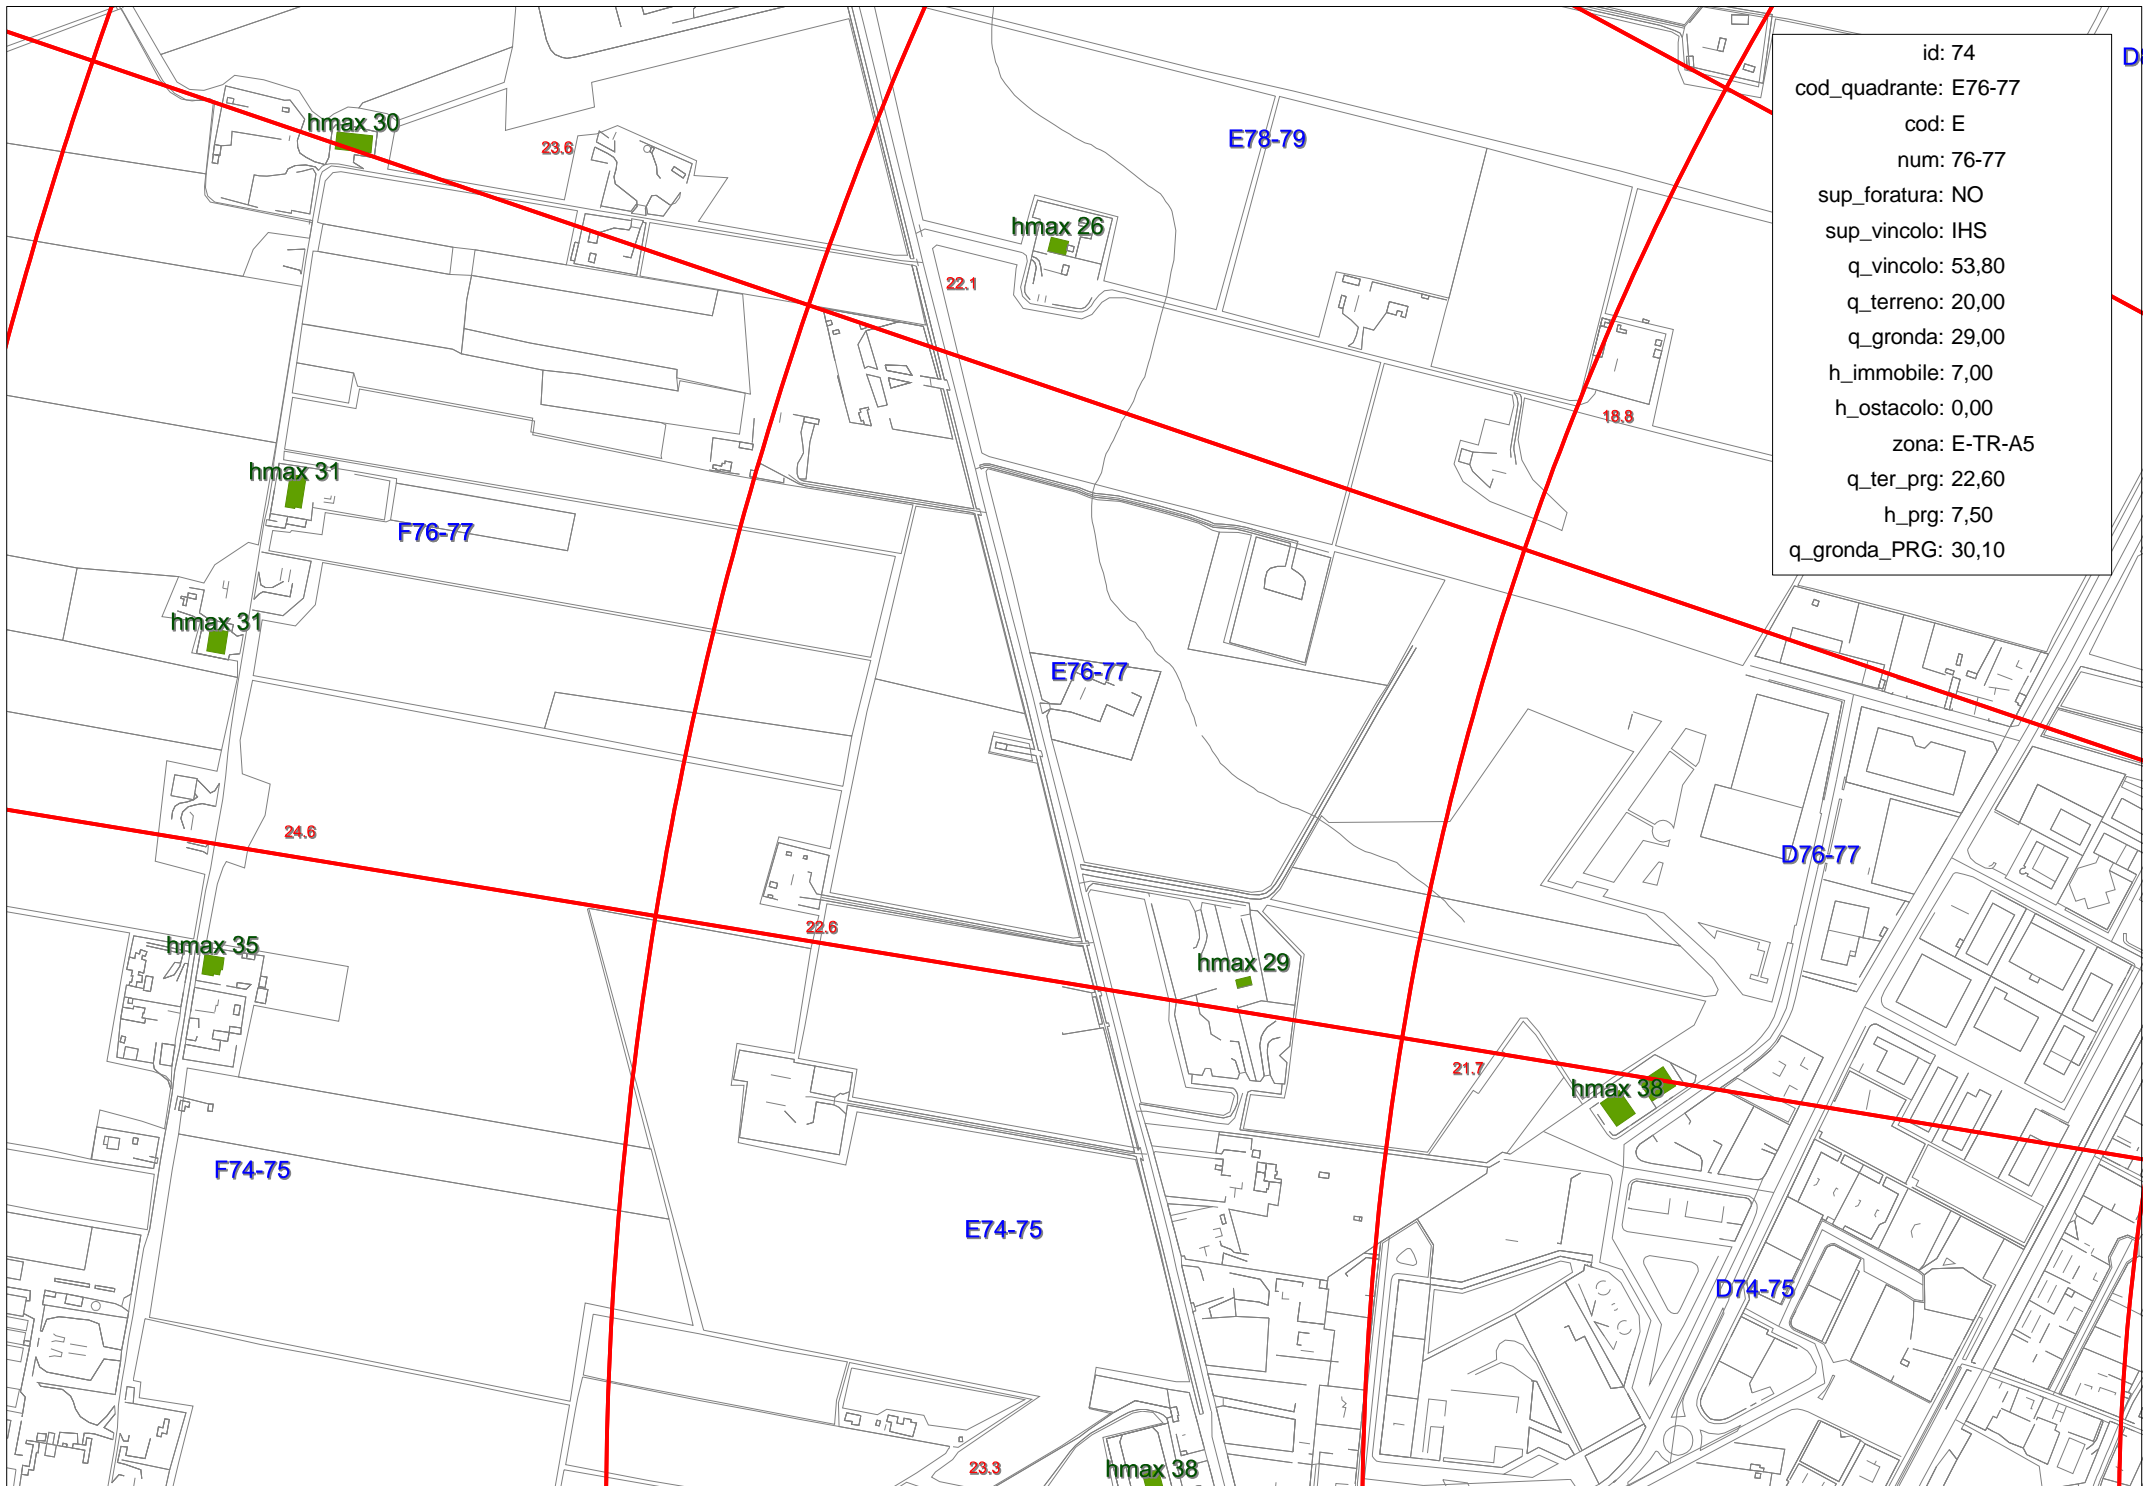 id: 74
cod_quadrante: E76-77
cod: E
num: 76-77
sup_foratura: NO
sup_vincolo: IHS
q_vincolo: 53,80
q_terreno: 20,00
q_gronda: 29,00
h_immobile: 7,00
h_ostacolo: 0,00
zona: E-TR-A5
q_ter_prg: 22,60
h_prg: 7,50
q_gronda_PRG: 30,10
hmax 30
23.6
E78-79
hmax 26
22.1
18.8
hmax 31
F76-77
hmax 31
E76-77
24.6
D76-77
22.6
hmax 35
hmax 29
21.7
hmax 38
F74-75
E74-75
D74-75
23.3
hmax 38